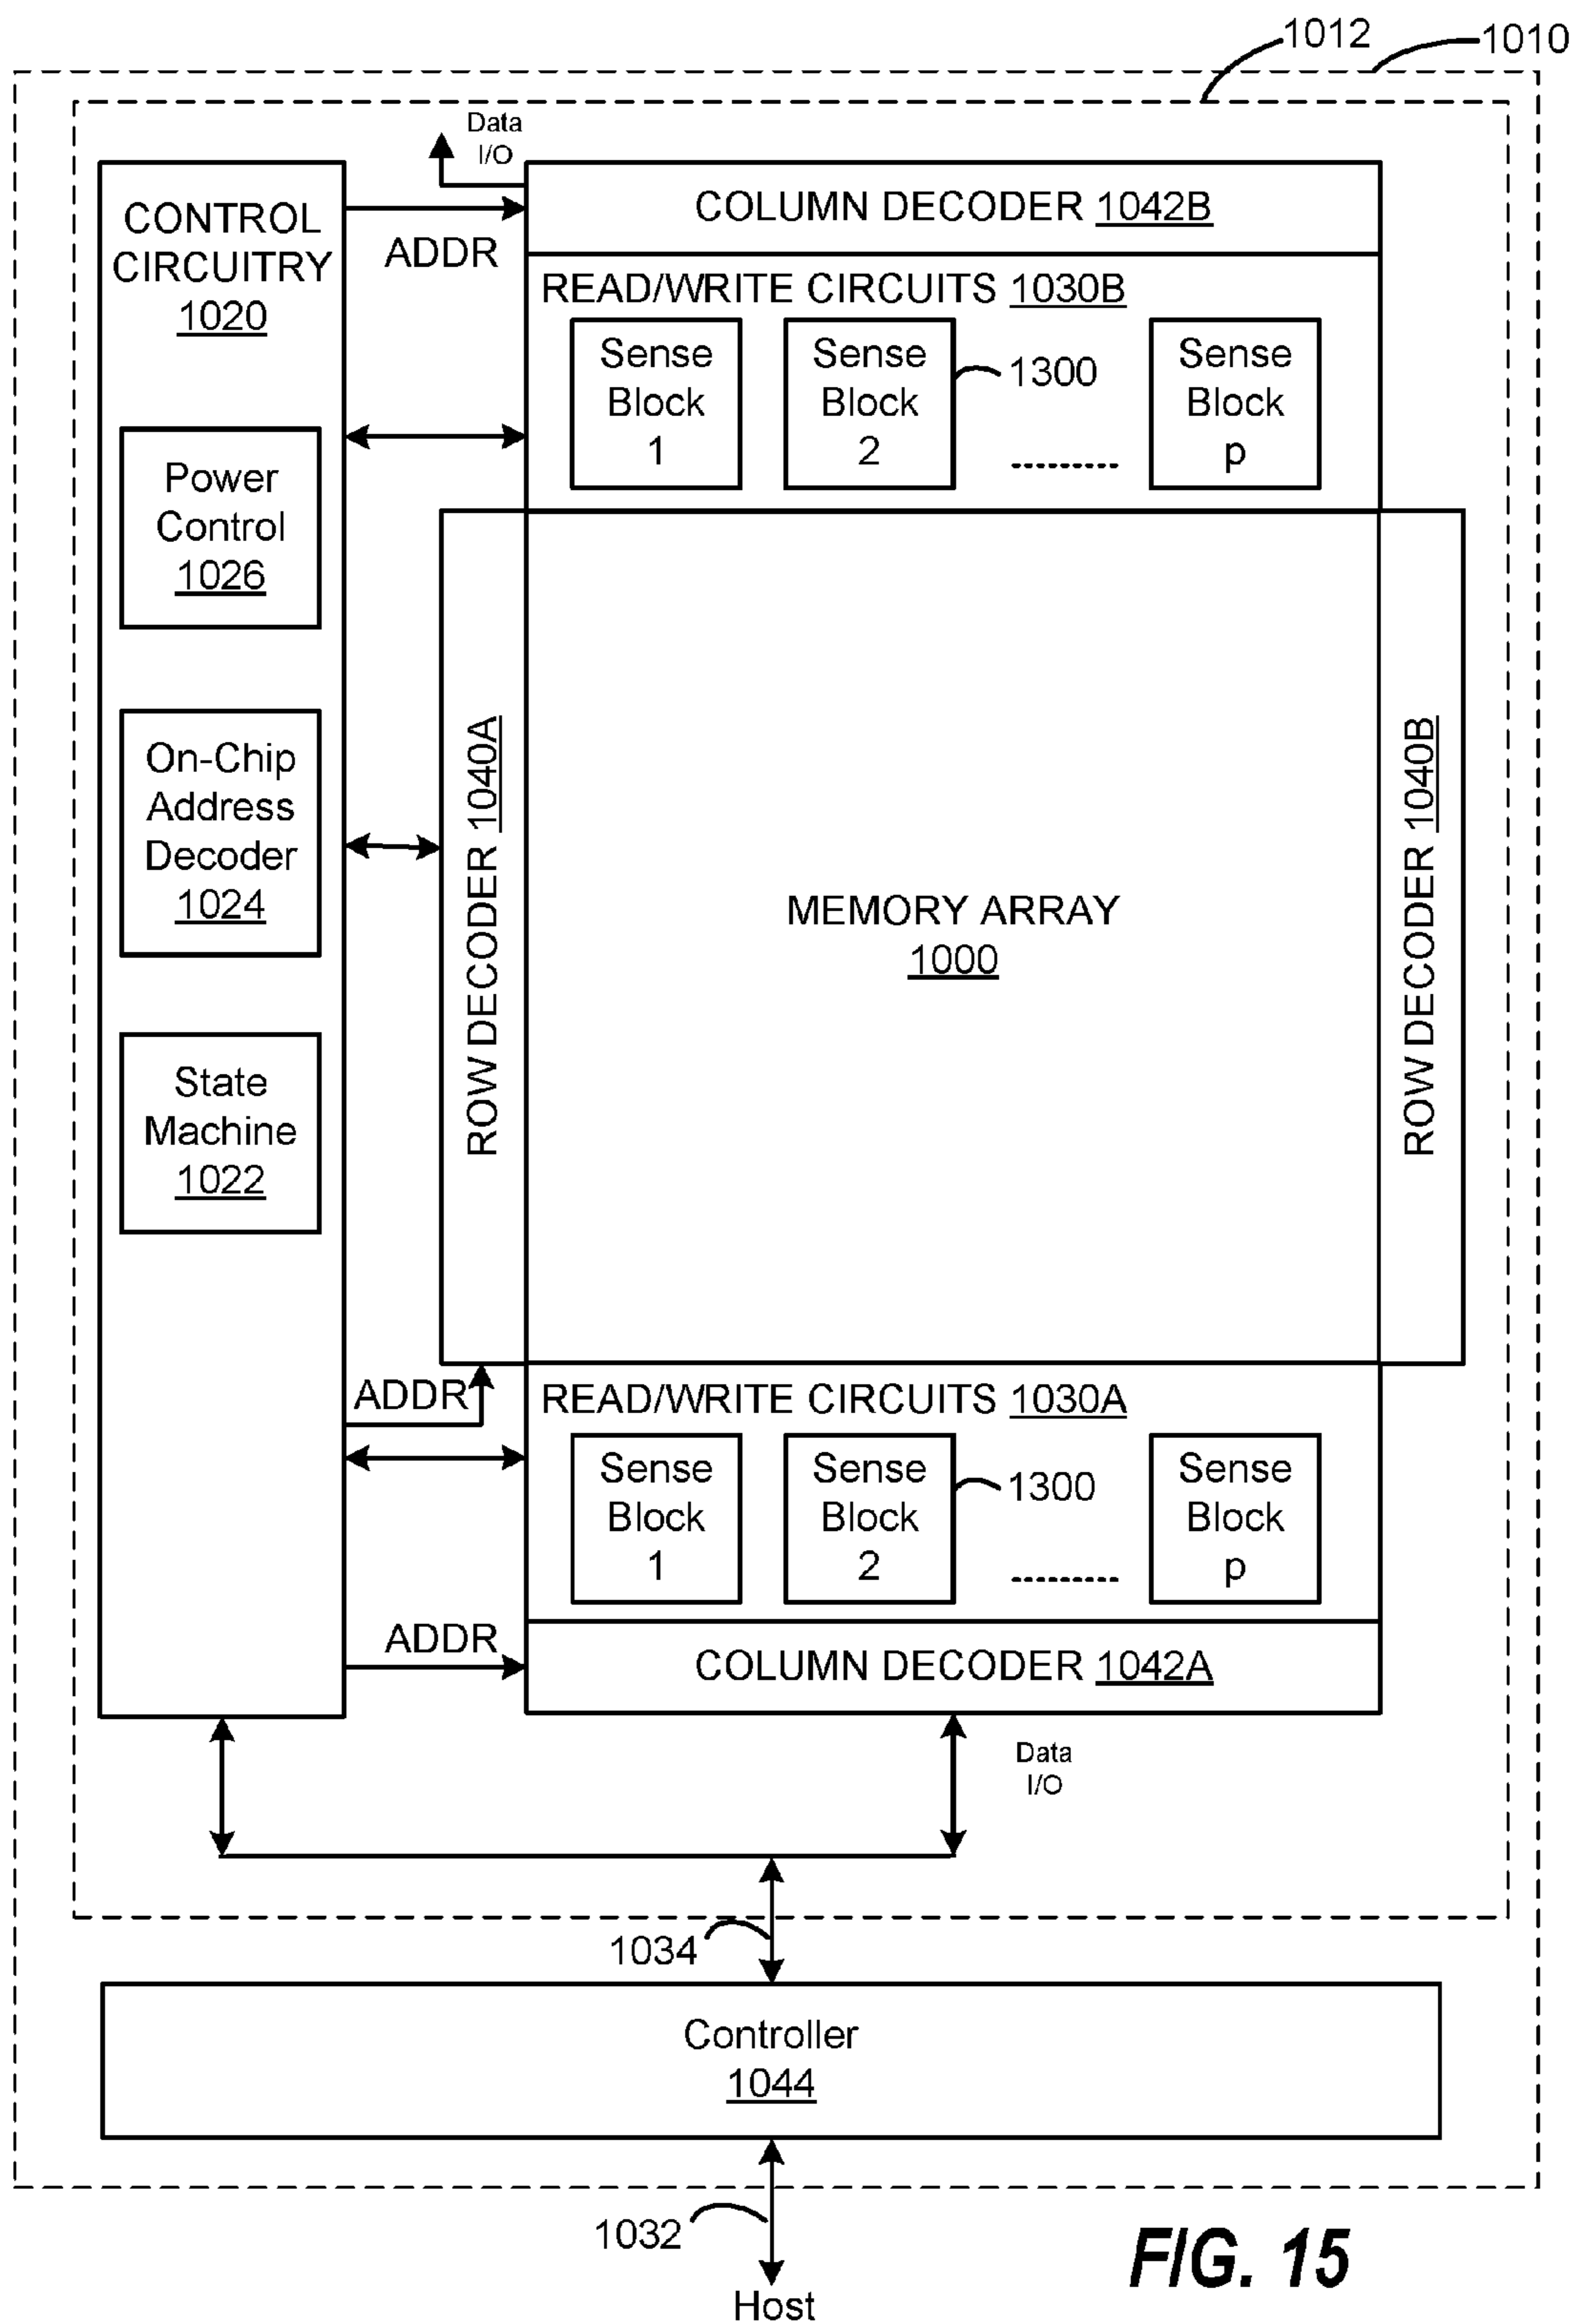 1012
1010
Data
I/O
CONTROL
CIRCUITRY
1020
ADDR
COLUMN DECODER 1042B
READ/WRITE CIRCUITS 1030B
Sense
Block
1
Sense
Block
2
1300
.........
Sense
Block
p
Power
Control
1026
On-Chip
Address
Decoder
1024
State
Machine
1022
ROW DECODER 1040A
MEMORY ARRAY
1000
ROW DECODER 1040B
ADDR
READ/WRITE CIRCUITS 1030A
Sense
Block
1
Sense
Block
2
1300
.........
Sense
Block
p
ADDR
COLUMN DECODER 1042A
Data
I/O
1034
Controller
1044
1032
Host
FIG. 15